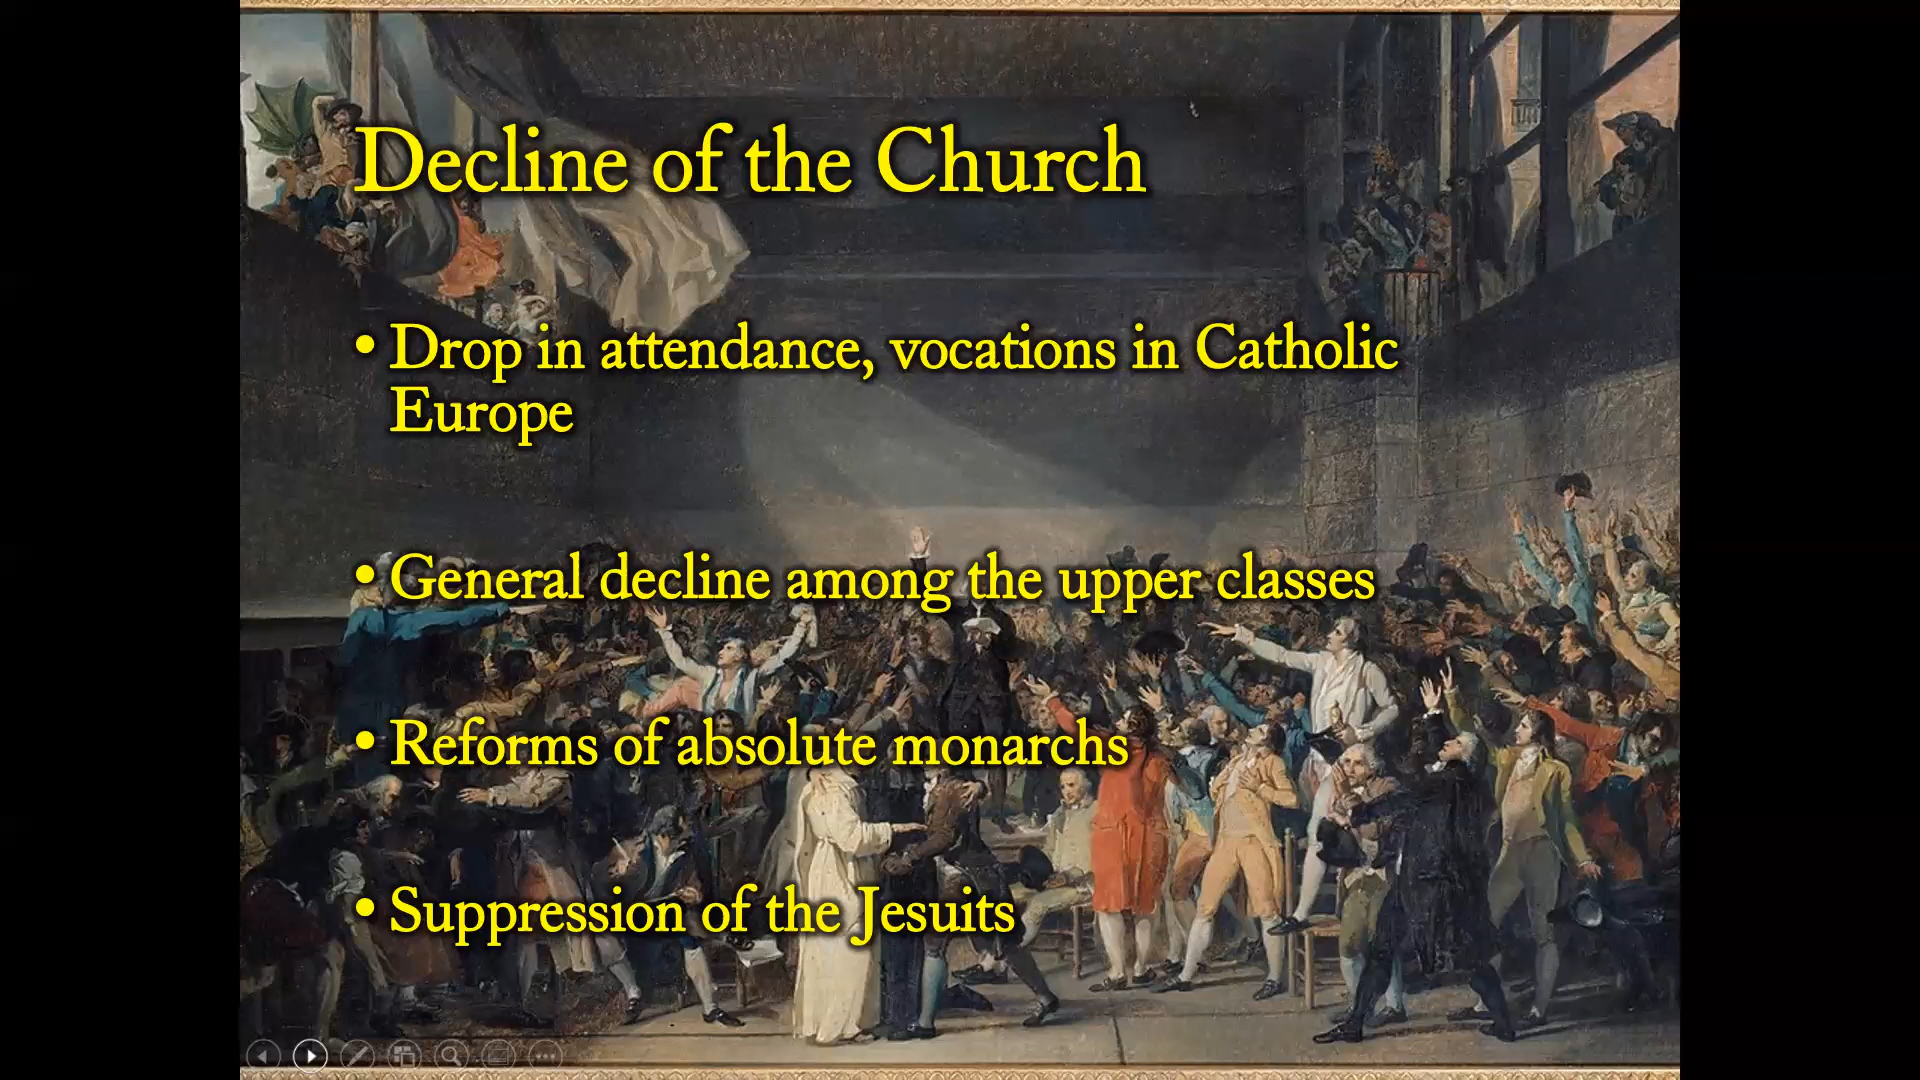 Decline of the Church
• Drop in attendance, vocations in Catholic
Europe
• General decline among the upper classes
• Reforms of absolute monarchs
• Suppression of the Jesuits